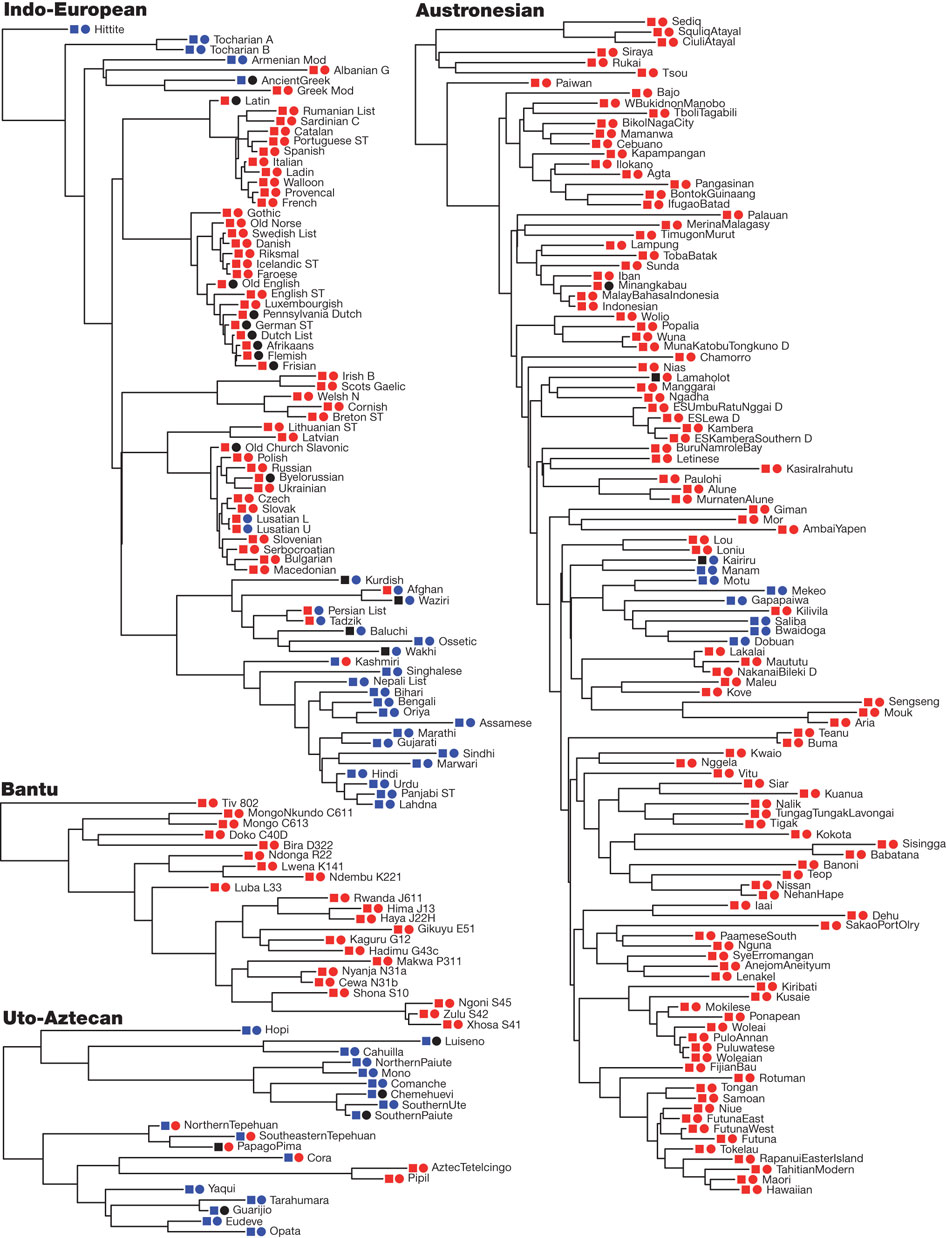 Indo-European
Hittite
Tocharian A
Tocharian B
Armenian Mod
Albanian G
AncientGreek
Greek Mod
Latin
Rumanian List
Sardinian C
Catalan
Portuguese ST
Spanish
Italian
Ladin
Walloon
Provencal
French
Gothic
Old Norse
Swedish List
Danish
Riksmal
Icelandic ST
Faroese
Old English
English ST
Luxembourgish
Pennsylvania Dutch
German ST
Dutch List
Afrikaans
Flemish
Frisian
Irish B
Scots Gaelic
Welsh N
Cornish
Breton ST
Lithuanian ST
Latvian
Old Church Slavonic
Polish
Russian
Byelorussian
Ukrainian
Czech
Slovak
Lusatian L
Lusatian U
Slovenian
Serbocroatian
Bulgarian
Macedonian
Kurdish
Afghan
Waziri
Persian List
Tadzik
Baluchi
Ossetic
Wakhi
Kashmiri
Singhalese
Nepali List
Bihari
Bengali
Oriya
Assamese
Marathi
Gujarati
Sindhi
Marwari
Hindi
Urdu
Panjabi ST
Lahdna
Bantu
Tiv 802
MongoNkundo C611
Mongo C613
Doko C40D
Bira D322
Ndonga R22
Lwena K141
Ndembu K221
Luba L33
Rwanda J611
Hima J13
Haya J22H
Gikuyu E51
Kaguru G12
Hadimu G43c
Makwa P311
Nyanja N31a
Cewa N31b
Shona S10
Ngoni S45
Zulu S42
Xhosa S41
Uto-Aztecan
Hopi
Luiseno
Cahuilla
NorthernPaiute
Mono
Comanche
Chemehuevi
SouthernUte
SouthernPaiute
NorthernTepehuan
SoutheasternTepehuan
PapagoPima
Cora
AztecTetelcingo
Pipil
Yaqui
Tarahumara
Guarijio
Eudeve
Opata
Austronesian
Sediq
SquliqAtayal
CiuliAtayal
Siraya
Rukai
Tsou
Paiwan
Bajo
WBukidnonManobo
TboliTagabili
BikolNagaCity
Mamanwa
Cebuano
Kapampangan
Ilokano
Agta
Pangasinan
BontokGuinaang
IfugaoBatad
Palauan
MerinaMalagasy
TimugonMurut
Lampung
TobaBatak
Sunda
Iban
Minangkabau
MalayBahasaIndonesia
Indonesian
Wolio
Popalia
Wuna
MunaKatobuTongkuno D
Chamorro
Nias
Lamaholot
Manggarai
Ngadha
ESUmbuRatuNggai D
ESLewa D
Kambera
ESKamberaSouthern D
BuruNamroleBay
Letinese
Kasiralrahutu
Paulohi
Alune
MurnatenAlune
Giman
Mor
AmbaiYapen
Lou
Loniu
Kairiru
Manam
Motu
Mekeo
Gapapaiwa
Kilivila
Saliba
Bwaidoga
Dobuan
Lakalai
Maututu
NakanaiBileki D
Maleu
Kove
Sengseng
Mouk
Aria
Teanu
Buma
Kwaio
Nggela
Vitu
Siar
Kuanua
Nalik
TungagTungakLavongai
Tigak
Kokota
Sisingga
Babatana
Banoni
Teop
Nissan
NehanHape
Iaai
Dehu
SakaoPortOlry
PaameseSouth
Nguna
SyeErromangan
AnejomAneityum
Lenakel
Kiribati
Kusaie
Mokilese
Ponapean
Woleai
PuloAnnan
Puluwatese
Woleaian
FijianBau
Rotuman
Tongan
Samoan
Niue
FutunaEast
FutunaWest
Futuna
Tokelau
RapanuiEasterIsland
TahitianModern
Maori
Hawaiian